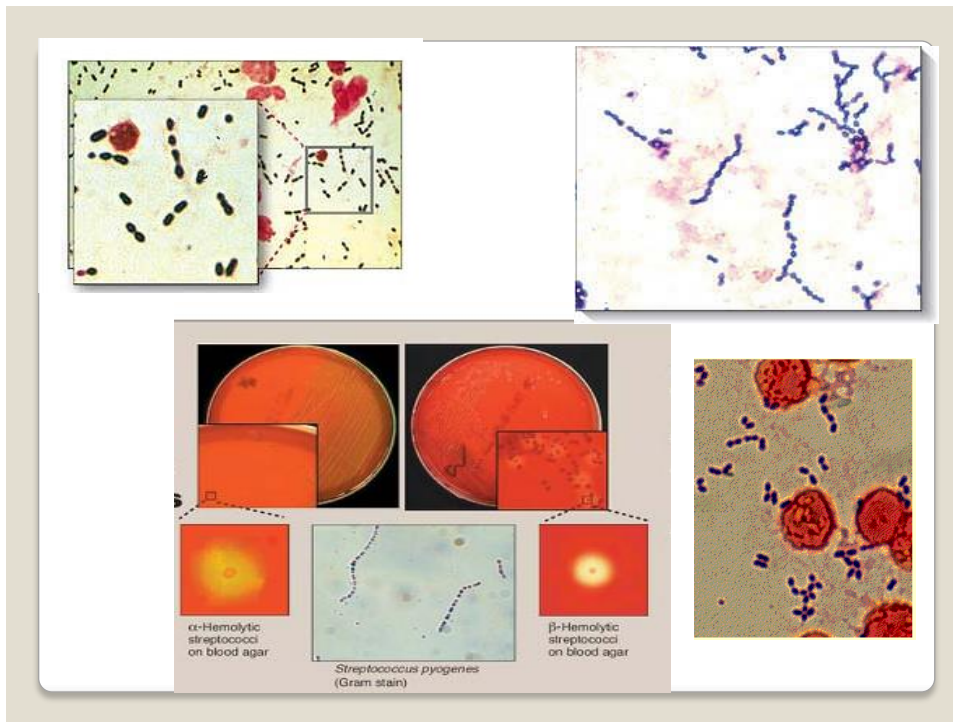 α-Hemolytic
streptococci
on blood agar
Streptococcus pyogenes
(Gram stain)
β-Hemolytic
streptococci
on blood agar